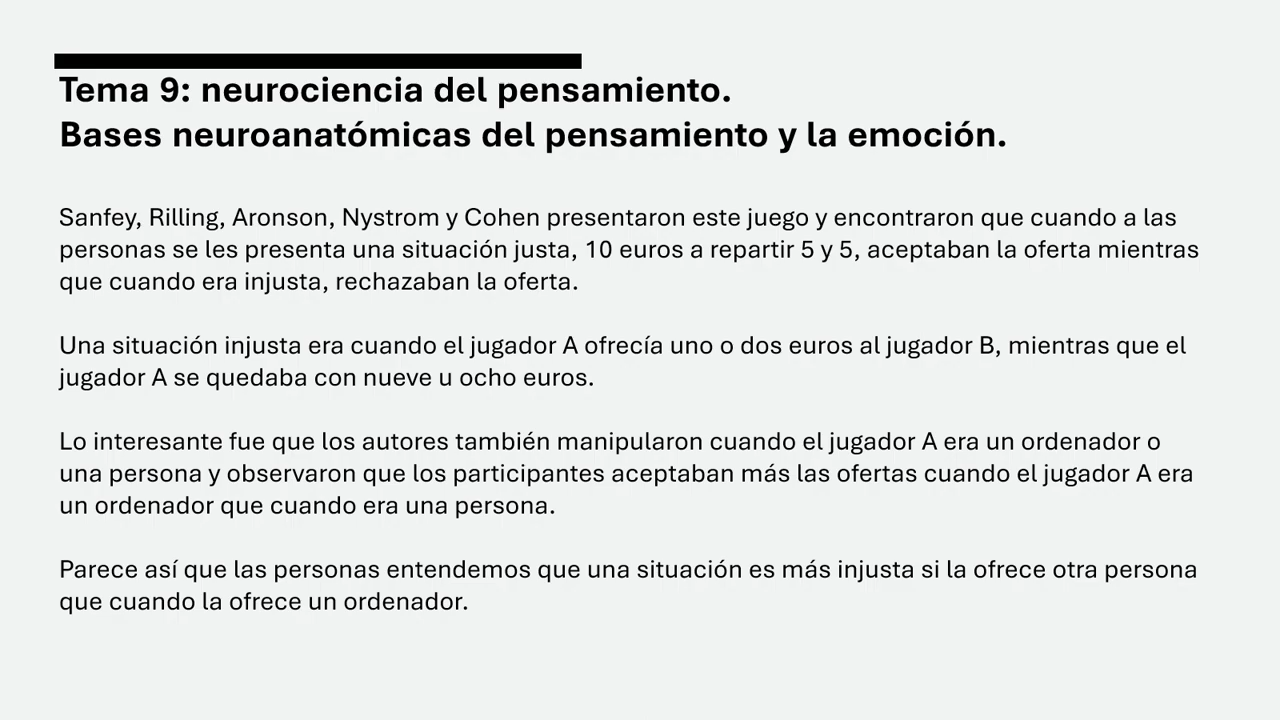 Tema 9: neurociencia del pensamiento.
Bases neuroanatómicas del pensamiento y la emoción.
Sanfey, Rilling, Aronson, Nystrom y Cohen presentaron este juego y encontraron que cuando a las
personas se les presenta una situación justa, 10 euros a repartir 5 y 5, aceptaban la oferta mientras
que cuando era injusta, rechazaban la oferta.
Una situación injusta era cuando el jugador A ofrecía uno o dos euros al jugador B, mientras que el
jugador A se quedaba con nueve u ocho euros.
Lo interesante fue que los autores también manipularon cuando el jugador A era un ordenador o
una persona y observaron que los participantes aceptaban más las ofertas cuando el jugador A era
un ordenador que cuando era una persona.
Parece así que las personas entendemos que una situación es más injusta si la ofrece otra persona
que cuando la ofrece un ordenador.